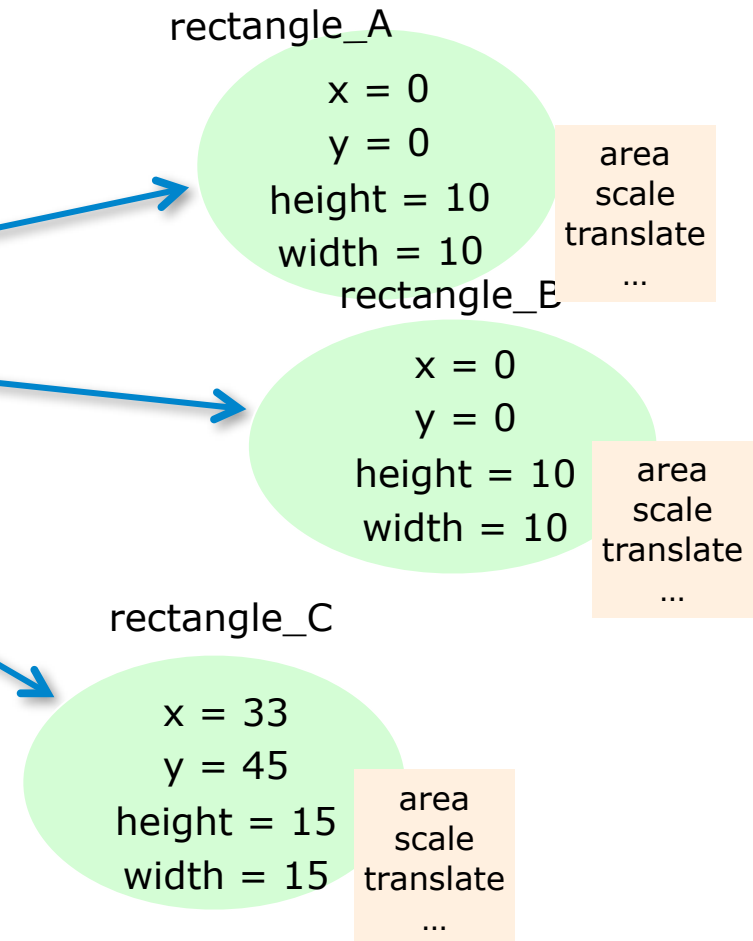 rectangle_A
x = 0
y = 0
height = 10
width = 10
area
scale
translate
…
rectangle_B
x = 0
y = 0
height = 10
width = 10
area
scale
translate
…
rectangle_C
x = 33
y = 45
height = 15
width = 15
area
scale
translate
…